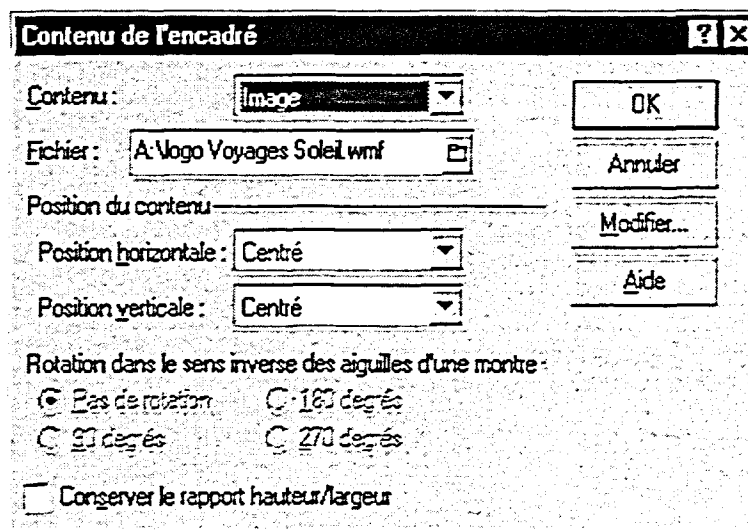 Contenu de l'encadré ? X
Contenu : Image
OK
Fichier : A:\logo Voyages Soleil.wmf
Annuler
Position du contenu
Modifier...
Position horizontale : Centré
Aide
Position verticale : Centré
Rotation dans le sens inverse des aiguilles d'une montre
Pas de rotation 180 degrés
90 degrés 270 degrés
Conserver le rapport hauteur/largeur